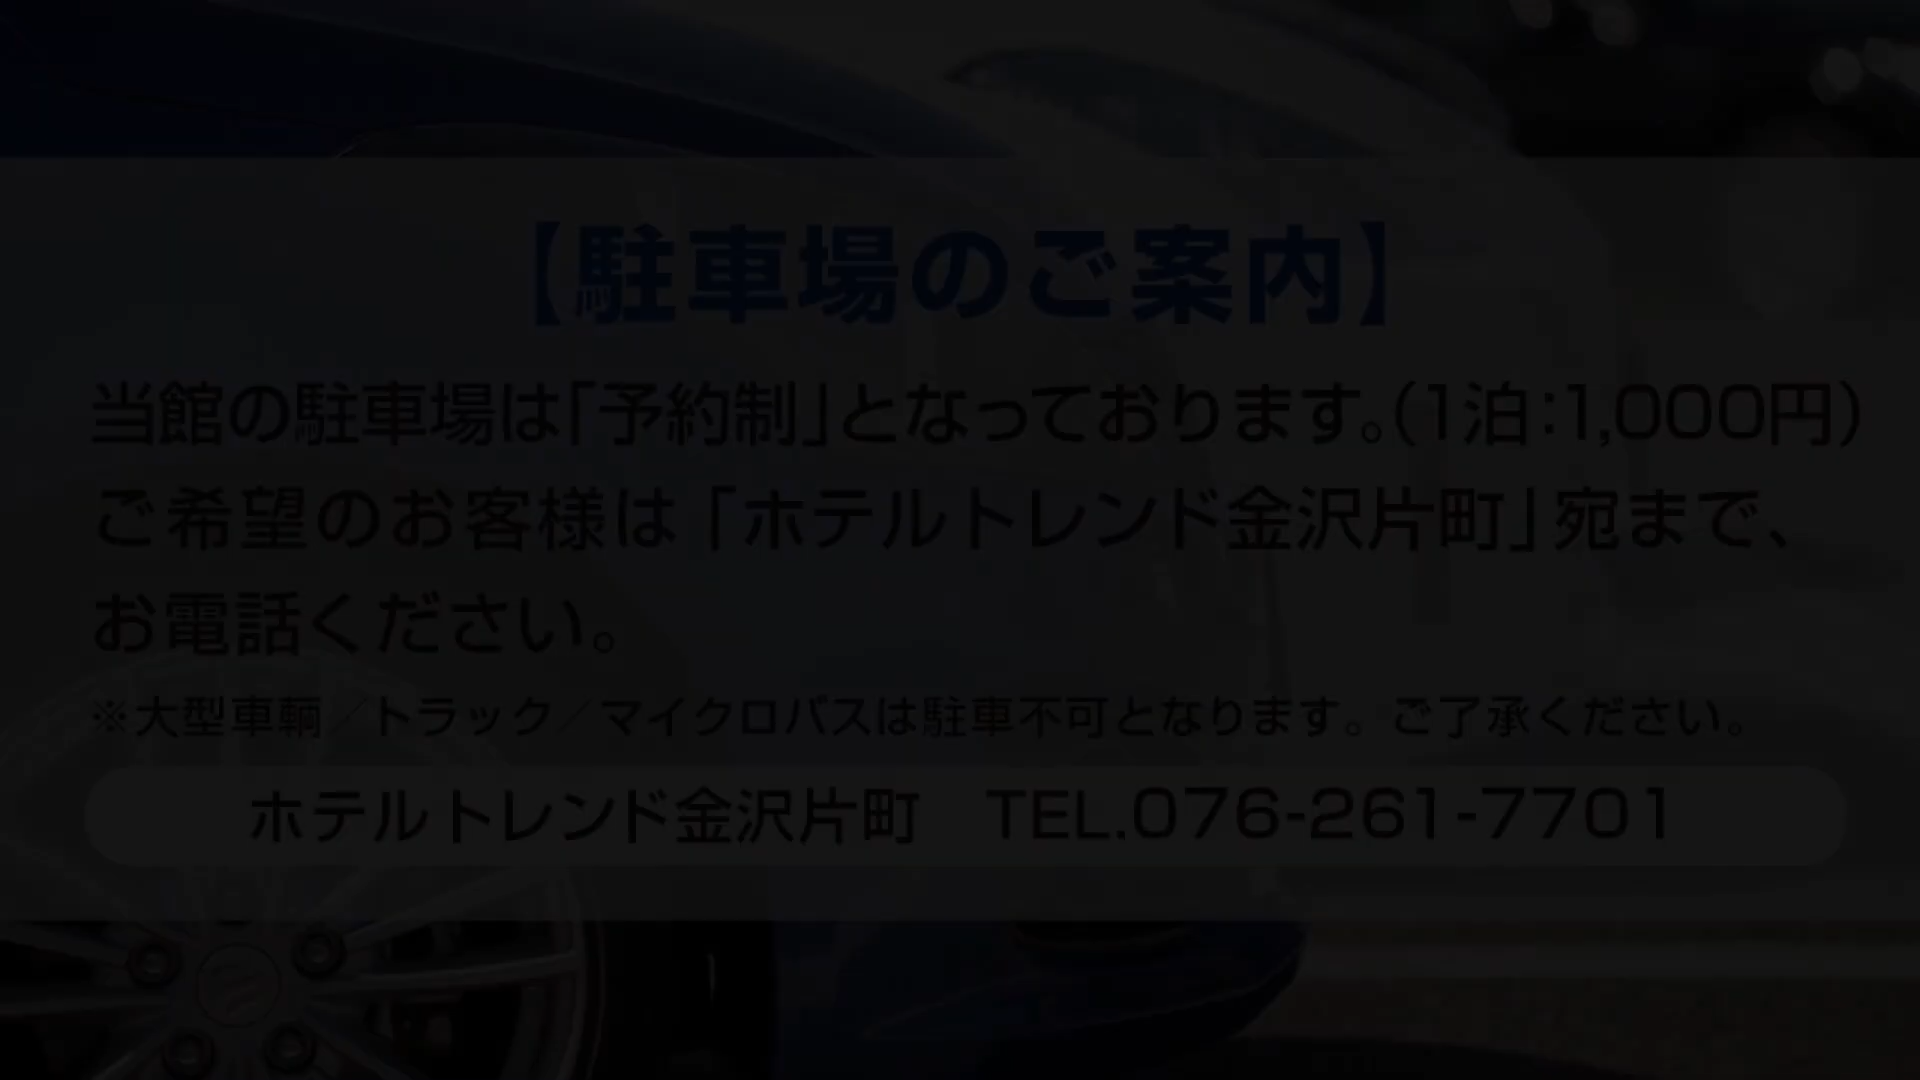 【駐車場のご案内】
当館の駐車場は「予約制」となっております。(1泊:1,000円)
ご希望のお客様は「ホテルトレンド金沢片町」宛まで、
お電話ください。
※大型車輌／トラック／マイクロバスは駐車不可となります。ご了承ください。
ホテルトレンド金沢片町 TEL.076-261-7701